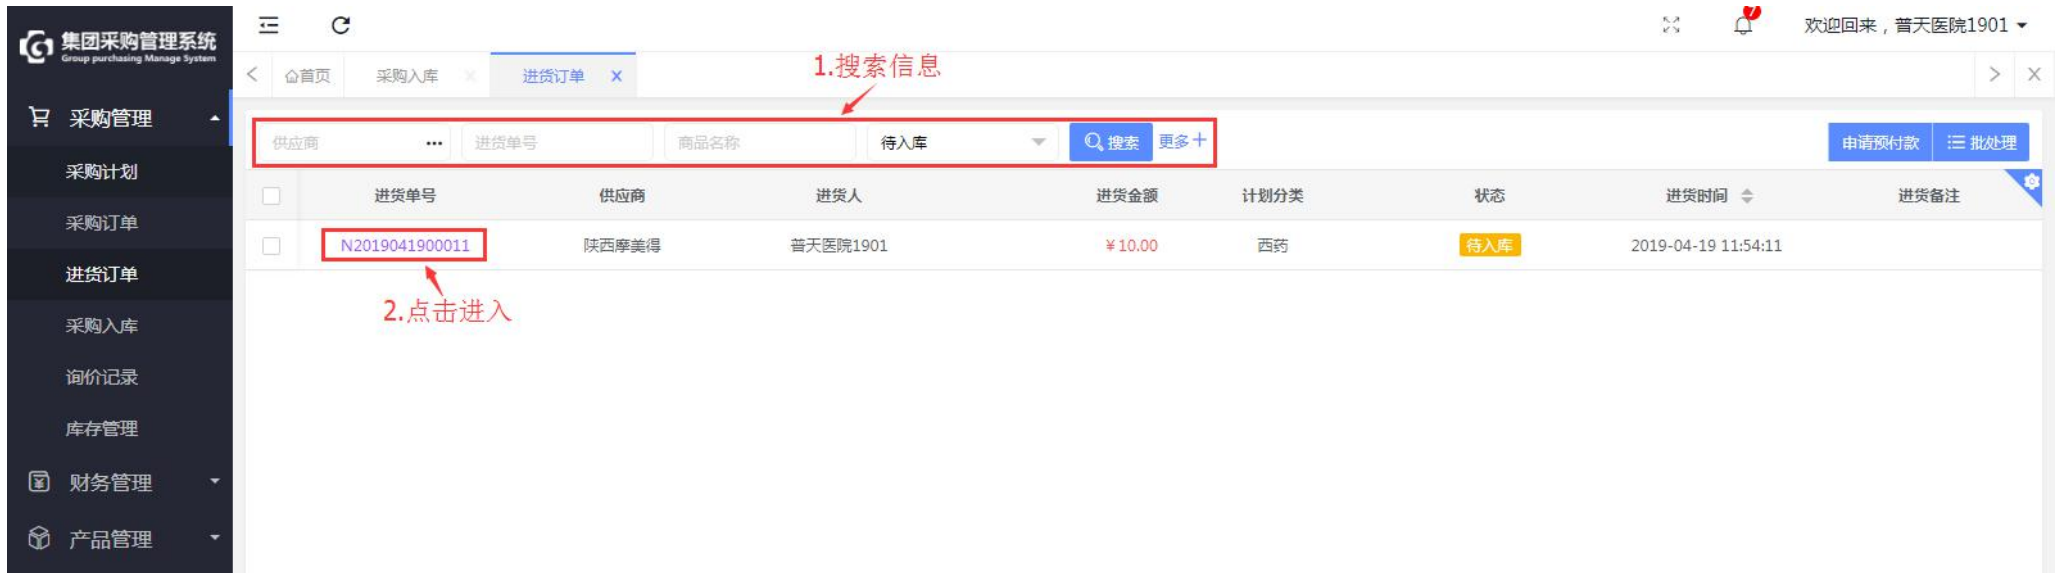 集团采购管理系统
Group purchasing Manage System
7
欢迎回来，普天医院1901
首页
采购入库 x
进货订单 x
1.搜索信息
采购管理
采购计划
采购订单
进货订单
采购入库
询价记录
库存管理
财务管理
产品管理
供应商 ••• 进货单号 商品名称 待入库 搜索 更多+
申请预付款 批处理
进货单号 供应商 进货人 进货金额 计划分类 状态 进货时间 进货备注
N2019041900011 陕西摩美得 普天医院1901 ¥10.00 西药 待入库 2019-04-19 11:54:11
2.点击进入